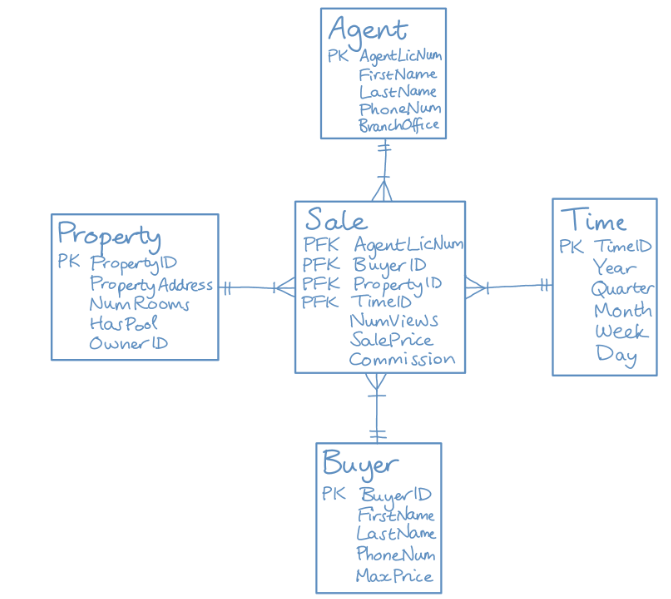 Agent
PK AgentLicNum
FirstName
LastName
PhoneNum
BranchOffice
Property
PK PropertyID
PropertyAddress
NumRooms
HasPool
OwnerID
Sale
PFK AgentLicNum
PFK BuyerID
PFK PropertyID
PFK TimeID
NumViews
SalePrice
Commission
Time
PK TimeID
Year
Quarter
Month
Week
Day
Buyer
PK BuyerID
FirstName
LastName
PhoneNum
MaxPrice